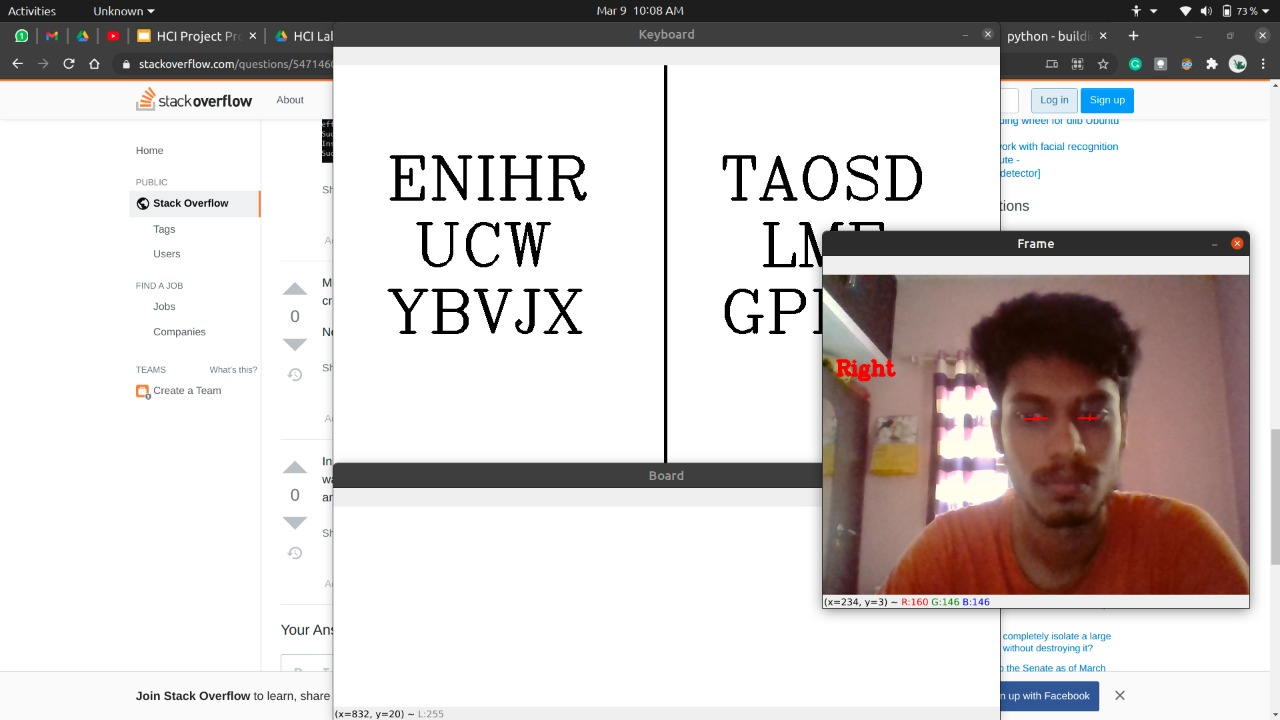 Activities
Unknown
Mar 9 10:08 AM
73 %
HCI Project Pr
HCI Lal
Keyboard
python - buildi
stackoverflow.com/questions/547146
stackoverflow
About
Log in
Sign up
Home
PUBLIC
Stack Overflow
Tags
Users
FIND A JOB
Jobs
Companies
TEAMS
What's this?
Create a Team
0
0
Your Ans
ENIHR
UCW
YBVJX
TAOSD
LM
GP
ding wheel for dlib Ubuntu
ork with facial recognition
ute -
detector]
tions
Frame
Right
(x=234, y=3) ~ R:160 G:146 B:146
Board
(x=832, y=20) ~ L:255
completely isolate a large
without destroying it?
o the Senate as of March
Join Stack Overflow to learn, share
n up with Facebook